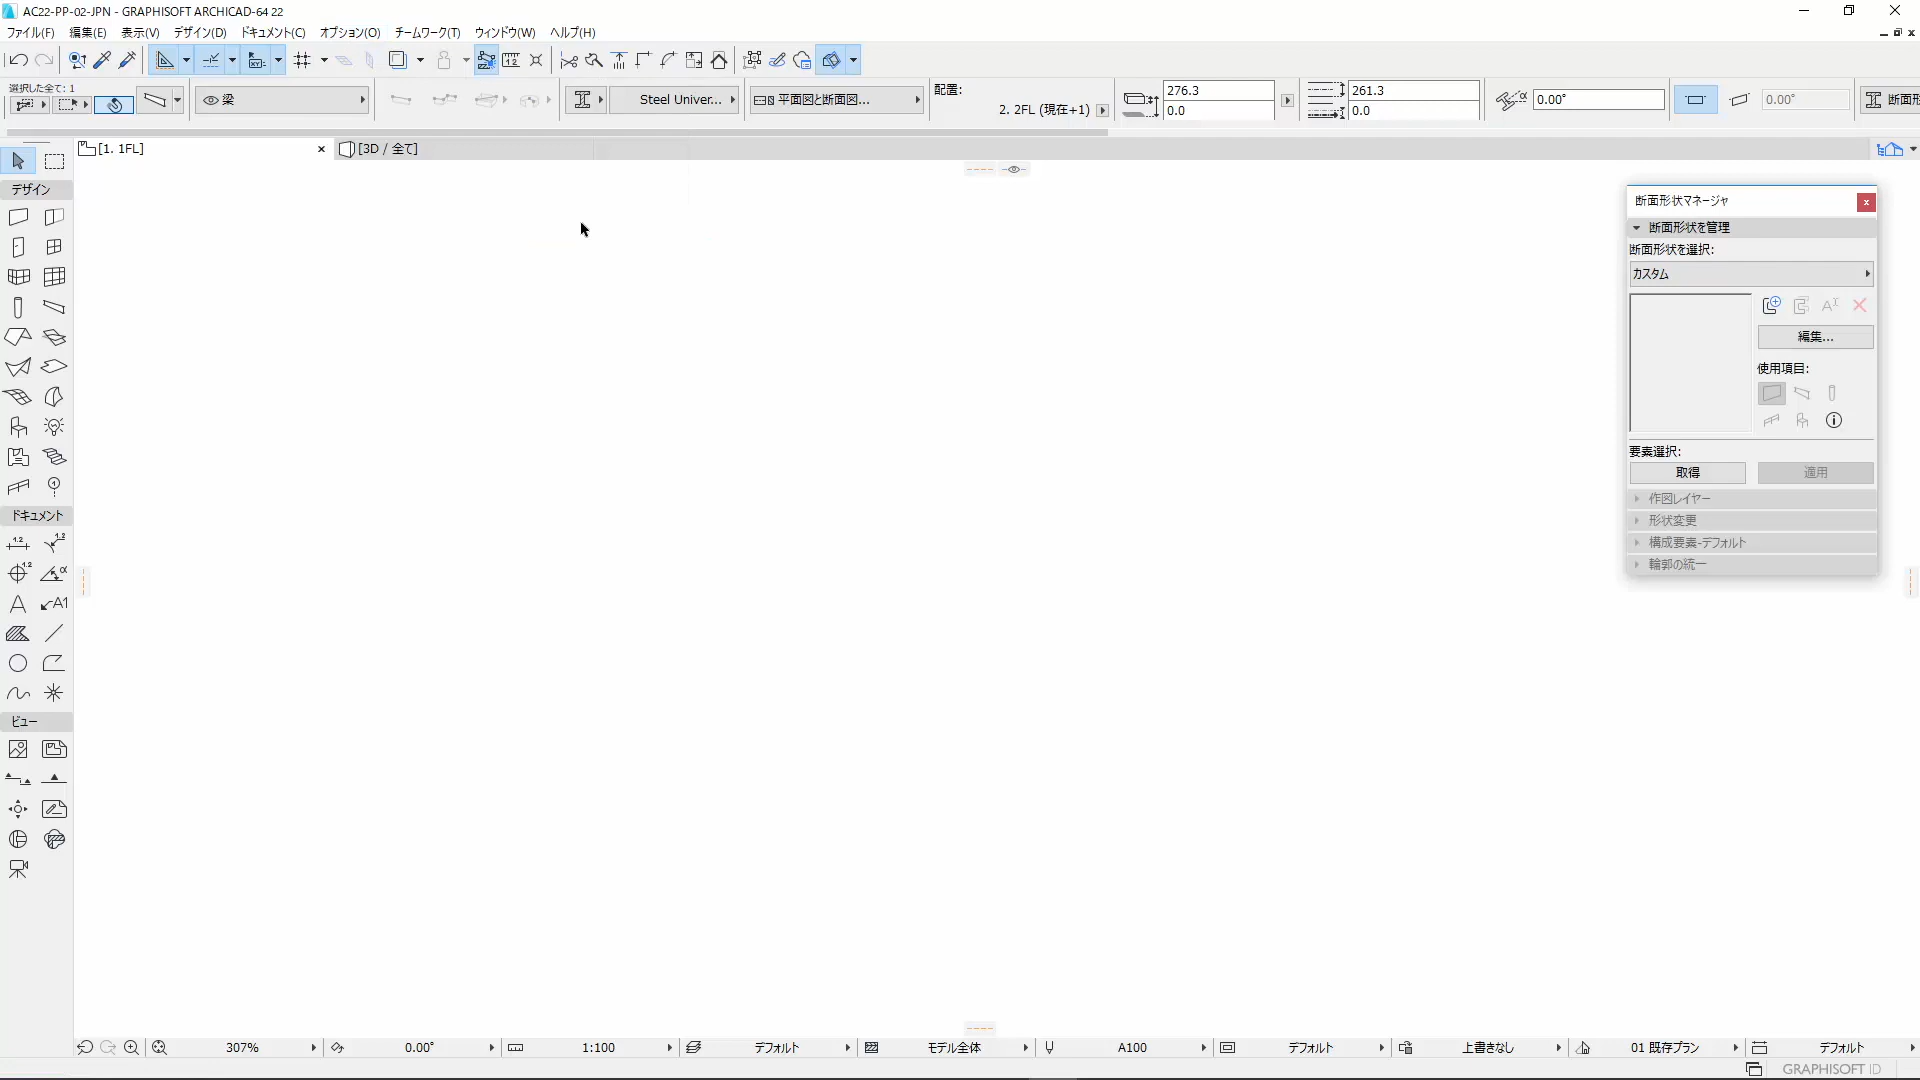 AC22-PP-02-JPN - GRAPHISOFT ARCHICAD-64 22
ファイル(F) 編集(E) 表示(V) デザイン(D) ドキュメント(C) オプション(O) チームワーク(T) ウィンドウ(W) ヘルプ(H)
選択した全て: 1
梁
Steel Univer...
平面図と断面図...
配置:
2. 2FL (現在+1)
276.3
0.0
261.3
0.0
0.00°
0.00°
断面形
[1. 1FL]
[3D / 全て]
デザイン
ドキュメント
ビュー
断面形状マネージャ
断面形状を管理
断面形状を選択:
カスタム
編集...
使用項目:
要素選択:
取得
適用
作図レイヤー
形状変更
構成要素-デフォルト
輪郭の統一
307%
0.00°
1:100
デフォルト
モデル全体
A100
デフォルト
上書きなし
01 既存プラン
デフォルト
GRAPHISOFT ID